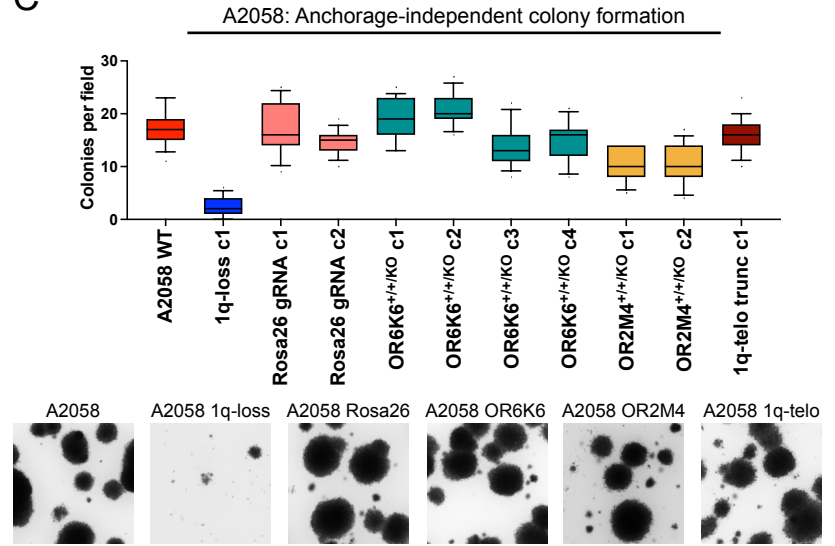 C
A2058: Anchorage-independent colony formation
Colonies per field
30
20
10
0
A2058 WT
1q-loss c1
Rosa26 gRNA c1
Rosa26 gRNA c2
OR6K6+/+/KO c1
OR6K6+/+/KO c2
OR6K6+/+/KO c3
OR6K6+/+/KO c4
OR2M4+/+/KO c1
OR2M4+/+/KO c2
1q-telo trunc c1
A2058 A2058 1q-loss A2058 Rosa26 A2058 OR6K6 A2058 OR2M4 A2058 1q-telo